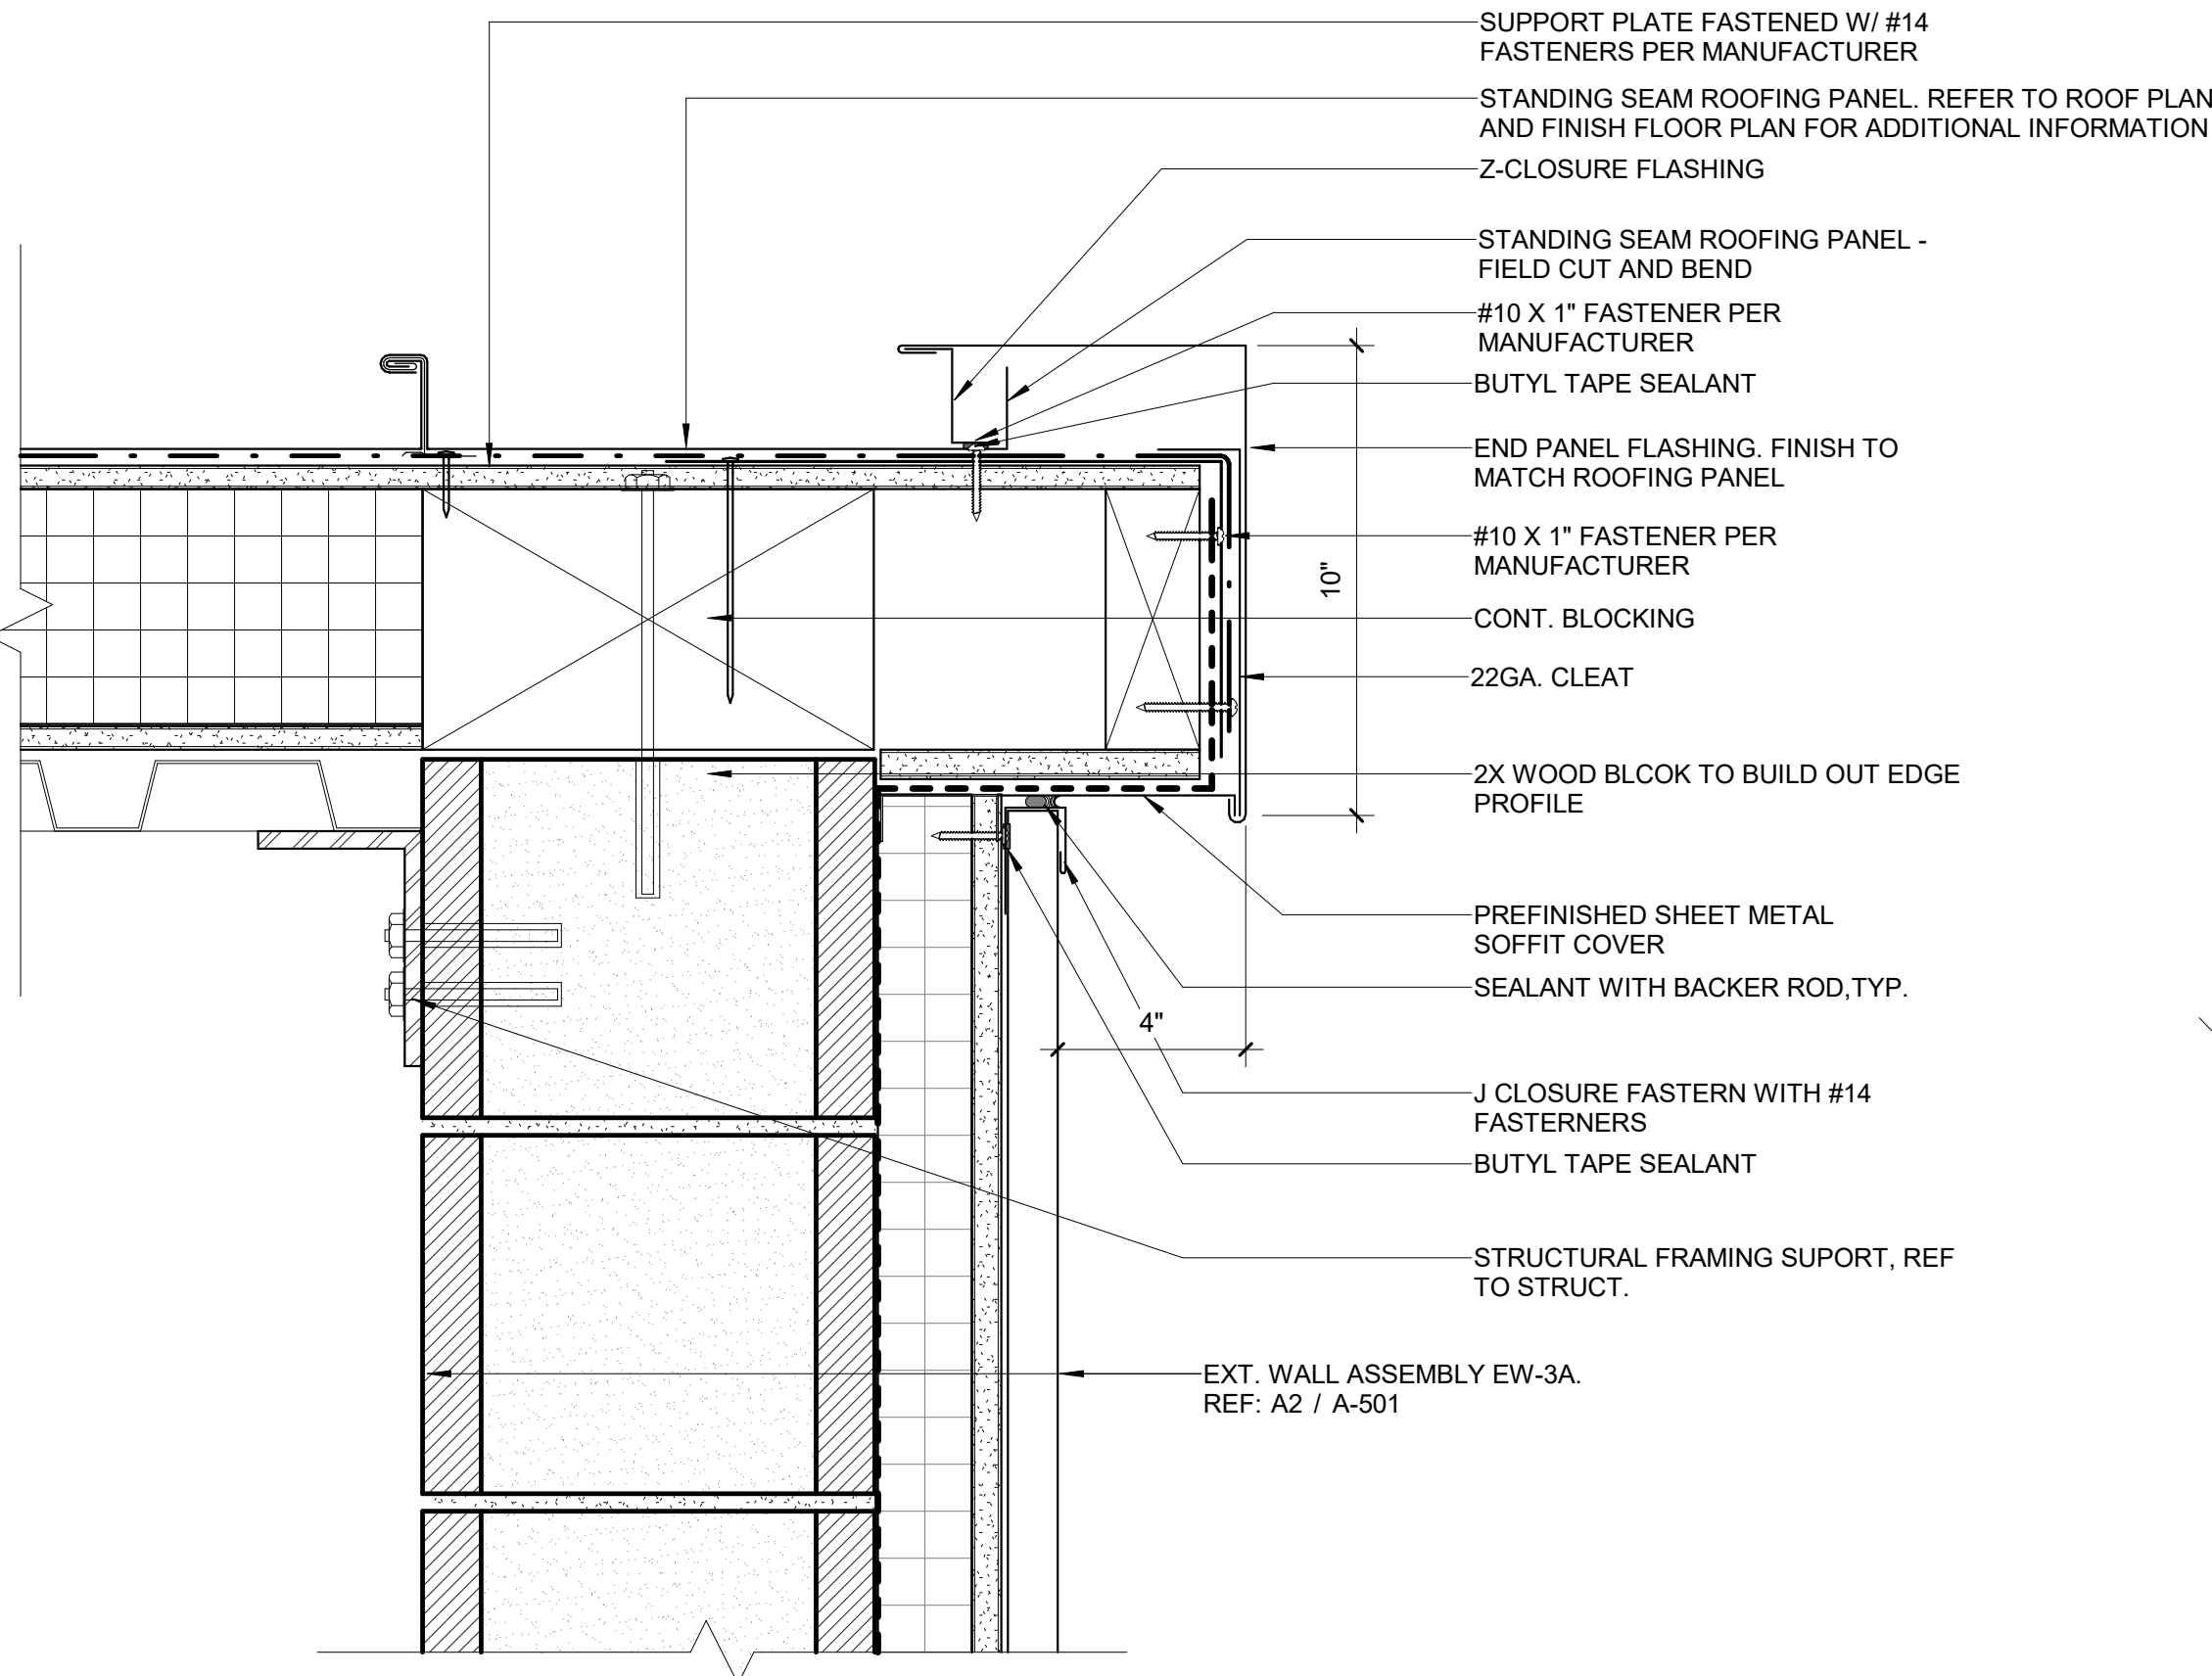 SUPPORT PLATE FASTENED W/ #14
FASTENERS PER MANUFACTURER
STANDING SEAM ROOFING PANEL. REFER TO ROOF PLAN
AND FINISH FLOOR PLAN FOR ADDITIONAL INFORMATION
Z-CLOSURE FLASHING
STANDING SEAM ROOFING PANEL -
FIELD CUT AND BEND
#10 X 1" FASTENER PER
MANUFACTURER
BUTYL TAPE SEALANT
END PANEL FLASHING. FINISH TO
MATCH ROOFING PANEL
#10 X 1" FASTENER PER
MANUFACTURER
10"
CONT. BLOCKING
22GA. CLEAT
2X WOOD BLCOK TO BUILD OUT EDGE
PROFILE
PREFINISHED SHEET METAL
SOFFIT COVER
SEALANT WITH BACKER ROD,TYP.
4"
J CLOSURE FASTERN WITH #14
FASTERNERS
BUTYL TAPE SEALANT
STRUCTURAL FRAMING SUPORT, REF
TO STRUCT.
EXT. WALL ASSEMBLY EW-3A.
REF: A2 / A-501